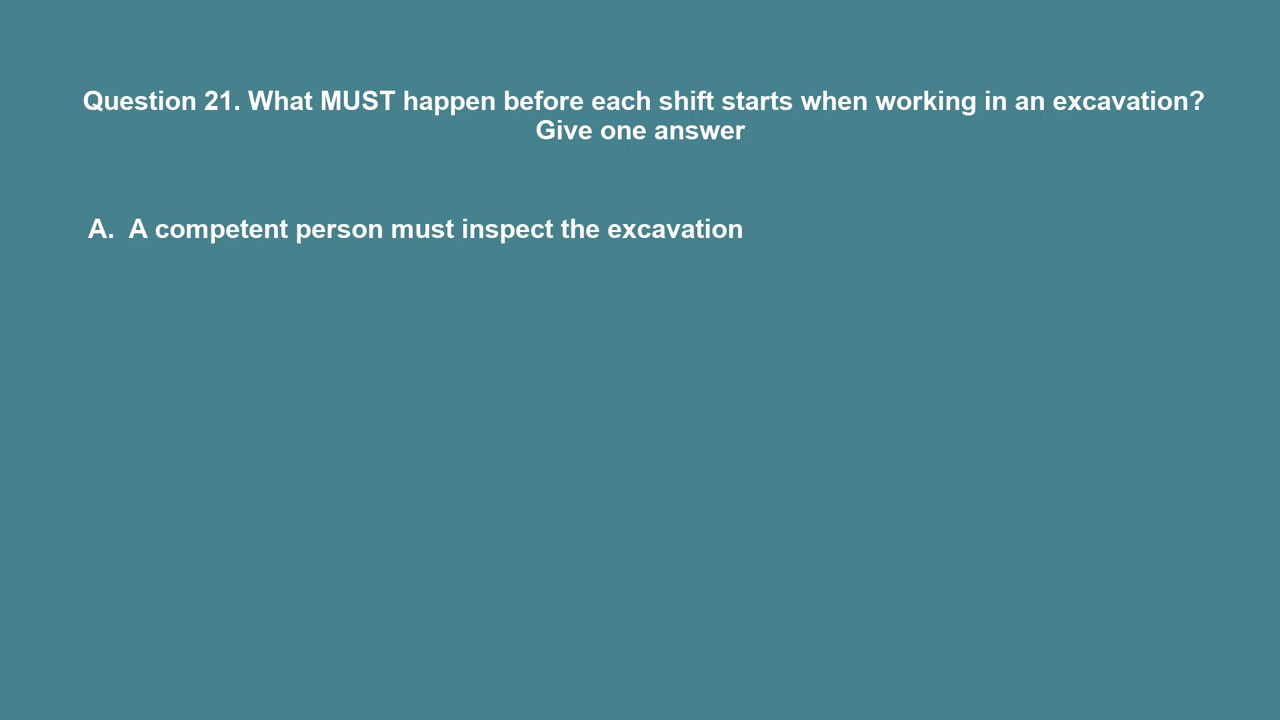 Question 21. What MUST happen before each shift starts when working in an excavation?
Give one answer
A. A competent person must inspect the excavation